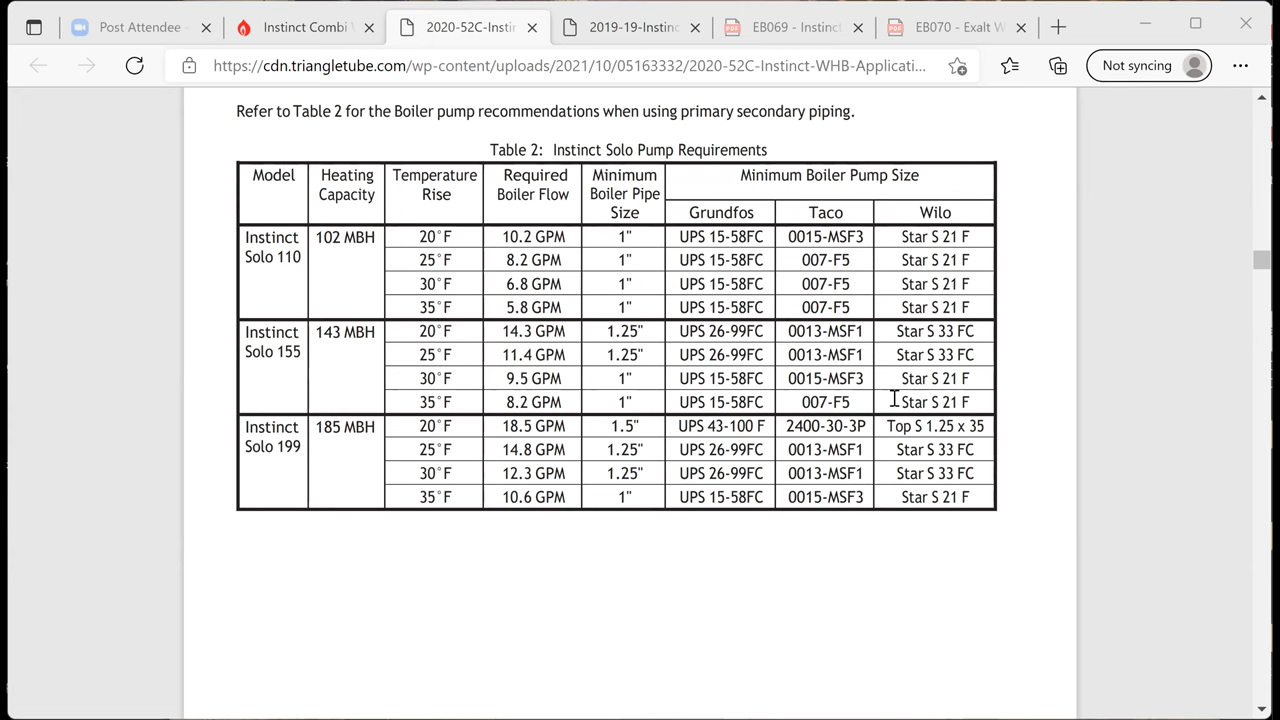 Post Attendee -
Instinct Combi
2020-52C-Instin
2019-19-Instinc
EB069 - Instinct
EB070 - Exalt W
https://cdn.triangletube.com/wp-content/uploads/2021/10/05163332/2020-52C-Instinct-WHB-Applicati...
Not syncing
Refer to Table 2 for the Boiler pump recommendations when using primary secondary piping.
Table 2: Instinct Solo Pump Requirements
Model Heating Capacity Temperature Rise Required Boiler Flow Minimum Boiler Pipe Size Minimum Boiler Pump Size
Grundfos Taco Wilo
Instinct Solo 110 102 MBH 20°F 10.2 GPM 1" UPS 15-58FC 0015-MSF3 Star S 21 F
25°F 8.2 GPM 1" UPS 15-58FC 007-F5 Star S 21 F
30°F 6.8 GPM 1" UPS 15-58FC 007-F5 Star S 21 F
35°F 5.8 GPM 1" UPS 15-58FC 007-F5 Star S 21 F
Instinct Solo 155 143 MBH 20°F 14.3 GPM 1.25" UPS 26-99FC 0013-MSF1 Star S 33 FC
25°F 11.4 GPM 1.25" UPS 26-99FC 0013-MSF1 Star S 33 FC
30°F 9.5 GPM 1" UPS 15-58FC 0015-MSF3 Star S 21 F
35°F 8.2 GPM 1" UPS 15-58FC 007-F5 Star S 21 F
Instinct Solo 199 185 MBH 20°F 18.5 GPM 1.5" UPS 43-100 F 2400-30-3P Top S 1.25 x 35
25°F 14.8 GPM 1.25" UPS 26-99FC 0013-MSF1 Star S 33 FC
30°F 12.3 GPM 1.25" UPS 26-99FC 0013-MSF1 Star S 33 FC
35°F 10.6 GPM 1" UPS 15-58FC 0015-MSF3 Star S 21 F